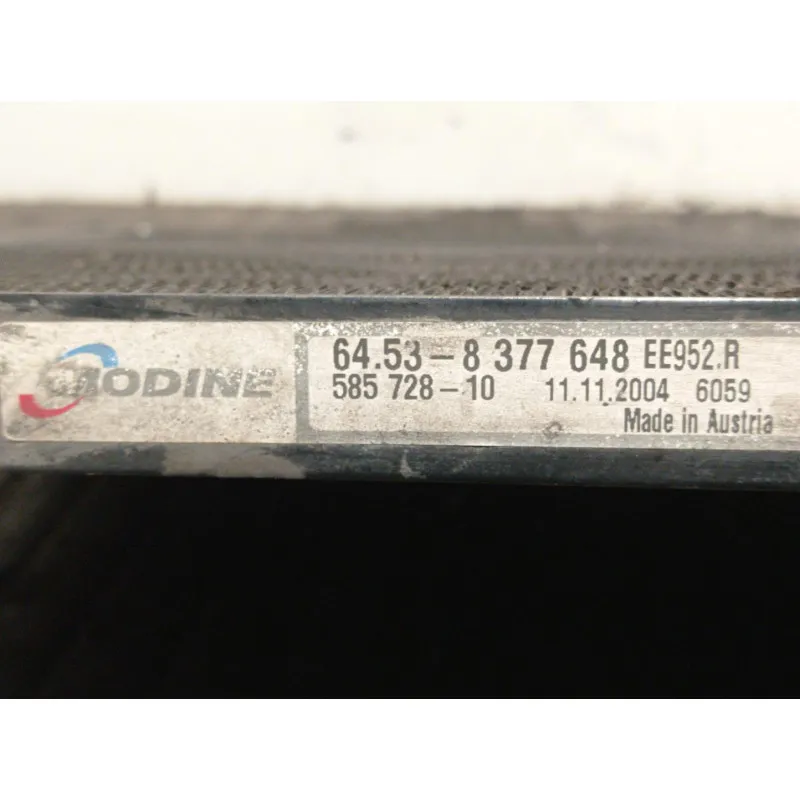 MODINE
64.53-8 377 648 EE952.R
585 728-10 11.11.2004 6059
Made in Austria